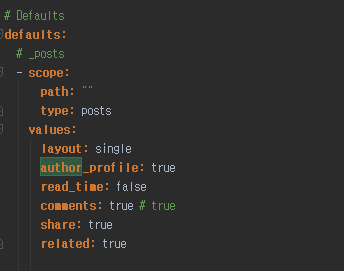 # Defaults
defaults:
  # _posts
  - scope:
      path: ""
      type: posts
    values:
      layout: single
      author_profile: true
      read_time: false
      comments: true # true
      share: true
      related: true